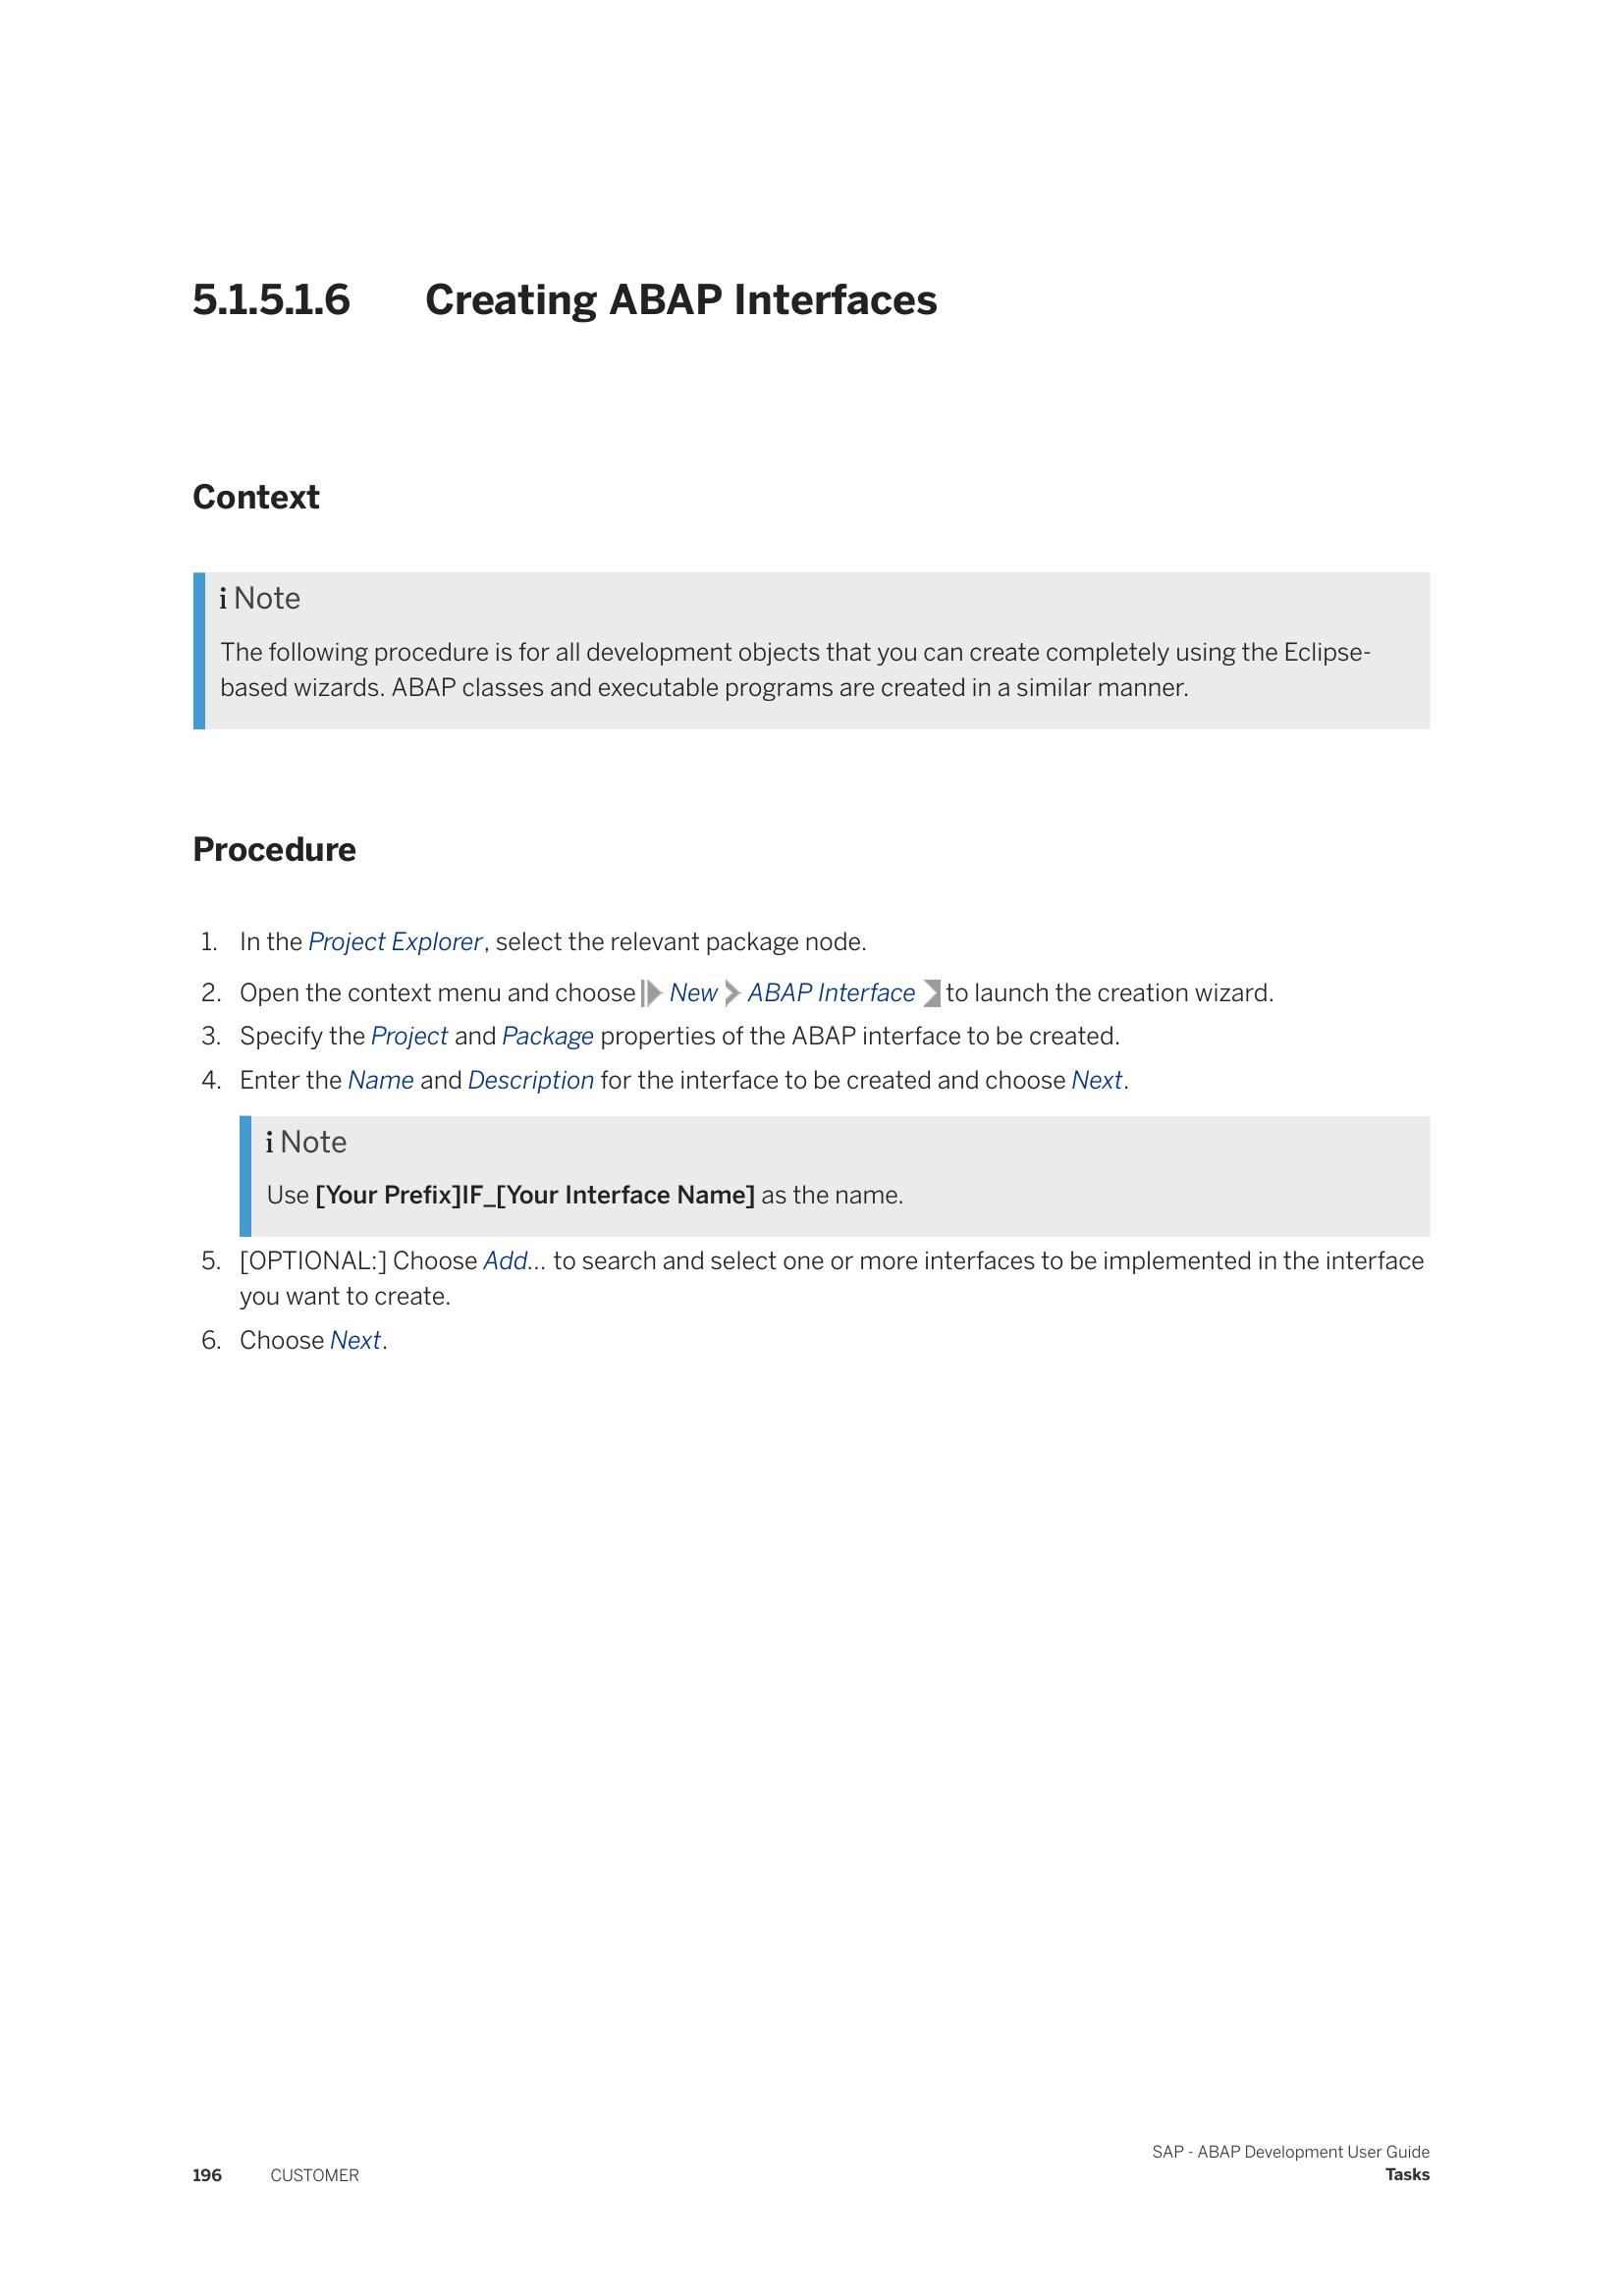 5.1.5.1.6 Creating ABAP Interfaces
Context
i Note
The following procedure is for all development objects that you can create completely using the Eclipse-
based wizards. ABAP classes and executable programs are created in a similar manner.
Procedure
1. In the Project Explorer, select the relevant package node.
2. Open the context menu and choose New ABAP Interface to launch the creation wizard.
3. Specify the Project and Package properties of the ABAP interface to be created.
4. Enter the Name and Description for the interface to be created and choose Next.
i Note
Use [Your Prefix]IF_[Your Interface Name] as the name.
5. [OPTIONAL:] Choose Add... to search and select one or more interfaces to be implemented in the interface
you want to create.
6. Choose Next.
SAP - ABAP Development User Guide
196 CUSTOMER Tasks